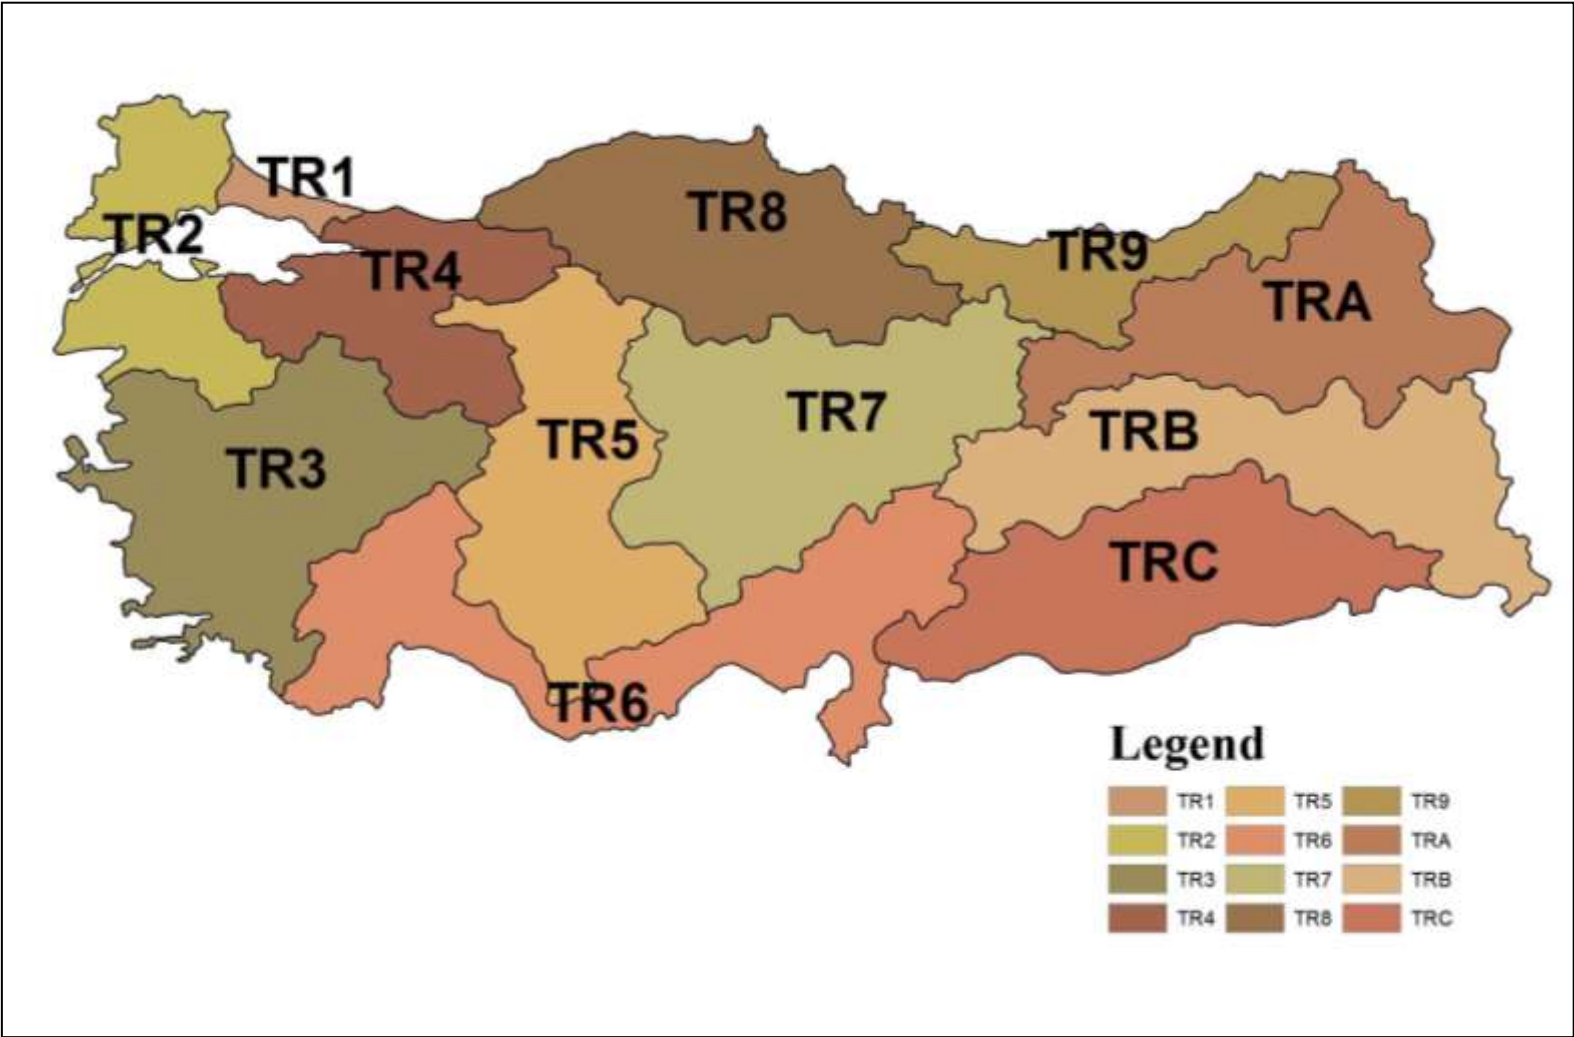 TR1
TR8
TR2
TR9
TR4
TRA
TR7
TRB
TR5
TR3
TRC
TR6
Legend
TR1 TR5 TR9
TR2 TR6 TRA
TR3 TR7 TRB
TR4 TR8 TRC